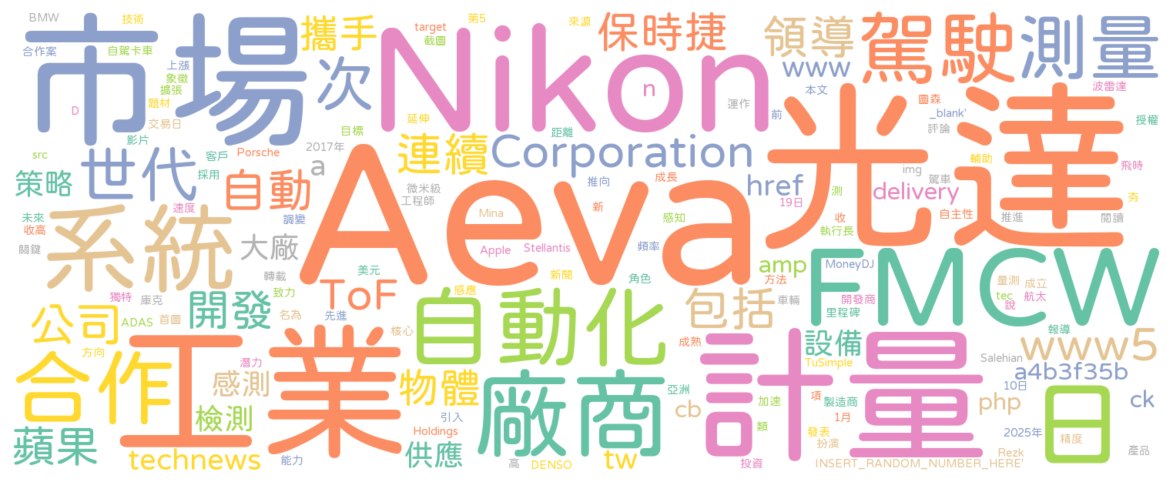 BMW
技術
合作案
自駕卡車
上漲
象徵
擴張
市場
D
題材
交易日
影片
攜手
次
target
截圖
第5
來源
Nikon
n
保時捷
運作
前
領導
www
本文
駕駛
圖森
_blank'
評論
測量
波雷達
授權
src
世代
客戶
採用
Porsche
2017年
a
目標
延伸
連續
Corporation
距離
策略
速度
自動
微米級
工程師
推向
成長
新
href
19日
img
駕車
測
delivery
收
執行長
輔助
自主性
推進
光達
飛時
夯
閱讀
未來
收高
關鍵
系統
大廠
調變
Aeva
Mina
Apple
Stellantis
頻率
感知
獨特
庫克
轉載
美元
致力
ToF
先進
名為
感應
新聞
角色
amp
方法
MoneyDJ
開發商
里程碑
FMCW
量測
成立
tec
航太
說
公司
ADAS
首圖
開發
方向
潛力
自動化
核心
包括
車輛
成熟
設備
TuSimple
報導
www5
合作
工業
感測
物體
廠商
亞洲
cb
加速
計量
項
製造商
Salehian
10日
a4b3f35b
php
日
ck
蘋果
檢測
引入
Holdings
類
1月
發表
扮演
2025年
精度
Rezk
technews
能力
供應
高
DENSO
tw
投資
INSERT_RANDOM_NUMBER_HERE'
產品